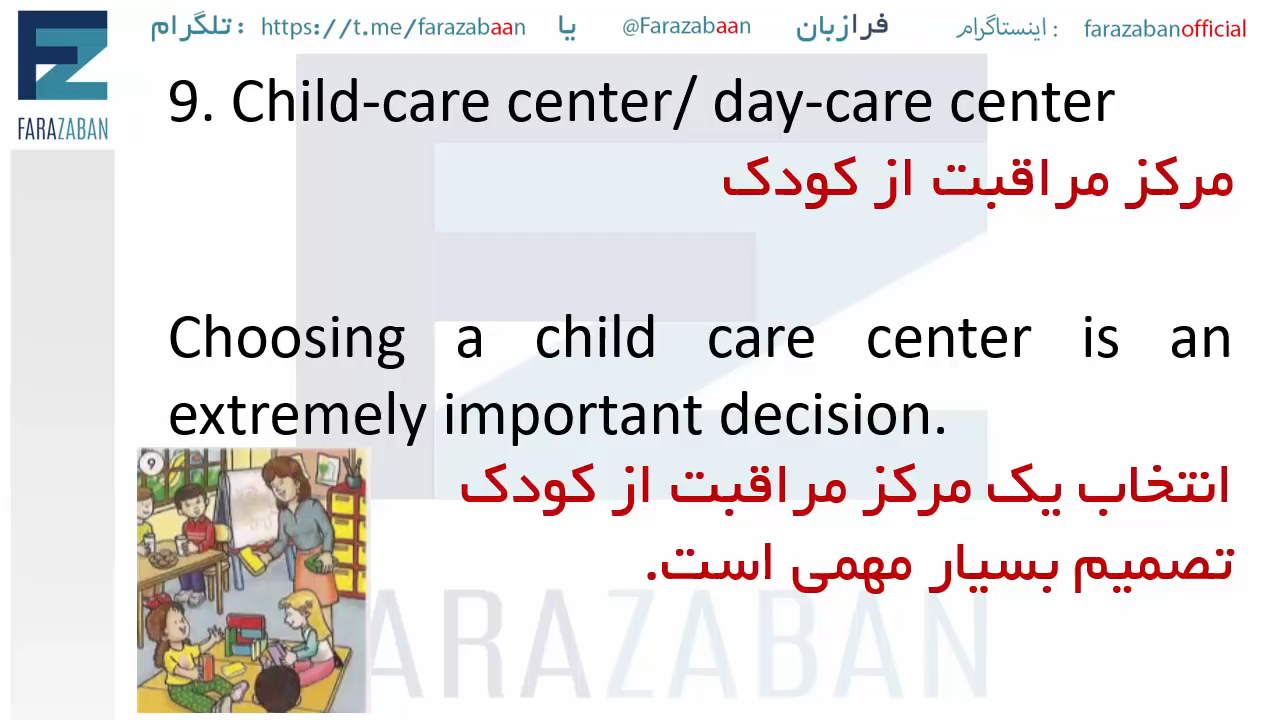 تلگرام : https://t.me/farazabaan یا @Farazabaan فرازبان اینستاگرام : farazabanofficial
FZ
FARAZABAN
9. Child-care center/ day-care center
مرکز مراقبت از کودک
Choosing a child care center is an
extremely important decision.
انتخاب یک مرکز مراقبت از کودک
تصمیم بسیار مهمی است.
9
FARAZABAN